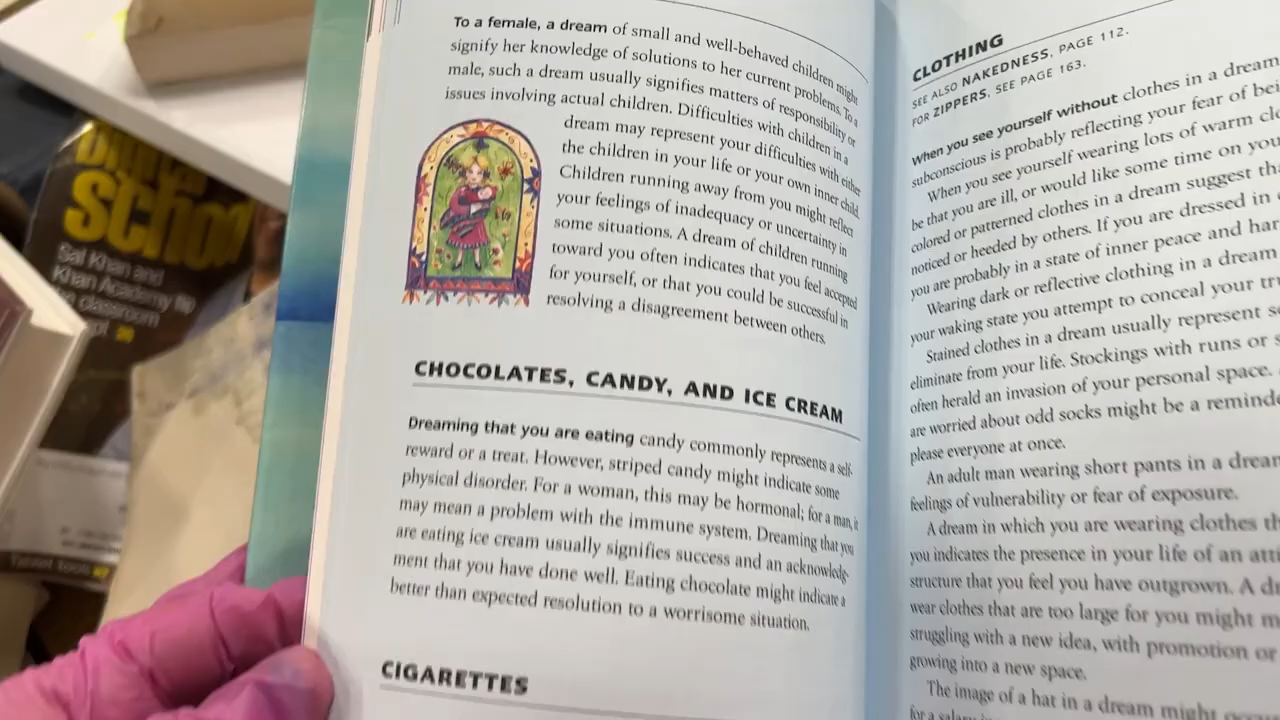 To a female, a dream of small and well-behaved children might
signify her knowledge of solutions to her current problems. To a
male, such a dream usually signifies matters of responsibility or
issues involving actual children. Difficulties with children in a
dream may represent your difficulties with either
the children in your life or your own inner child.
Children running away from you might reflect
your feelings of inadequacy or uncertainty in
some situations. A dream of children running
toward you often indicates that you feel accepted
for yourself, or that you could be successful in
resolving a disagreement between others.
CHOCOLATES, CANDY, AND ICE CREAM
Dreaming that you are eating candy commonly represents a self-
reward or a treat. However, striped candy might indicate some
physical disorder. For a woman, this may be hormonal; for a man, it
may mean a problem with the immune system. Dreaming that you
are eating ice cream usually signifies success and an acknowledg-
ment that you have done well. Eating chocolate might indicate a
better than expected resolution to a worrisome situation.
CIGARETTES
CLOTHING
SEE ALSO NAKEDNESS, PAGE 112.
FOR ZIPPERS, SEE PAGE 163.
When you see yourself without clothes in a dream
subconscious is probably reflecting your fear of
When you see yourself wearing lots of warm
be that you are ill, or would like some time on
colored or patterned clothes in a dream suggest
noticed or heeded by others. If you are dressed in
you are probably in a state of inner peace and
Wearing dark or reflective clothing in a dream
your waking state you attempt to conceal your
Stained clothes in a dream usually represent
eliminate from your life. Stockings with runs or
often herald an invasion of your personal space.
are worried about odd socks might be a
please everyone at once.
An adult man wearing short pants in a
feelings of vulnerability or fear of exposure.
A dream in which you are wearing clothes
you indicates the presence in your life of an
structure that you feel you have outgrown. A
wear clothes that are too large for you might
struggling with a new idea, with promotion or
growing into a new space.
The image of a hat in a dream might
for a
School
Sal Khan and
Khan Academy
classroom